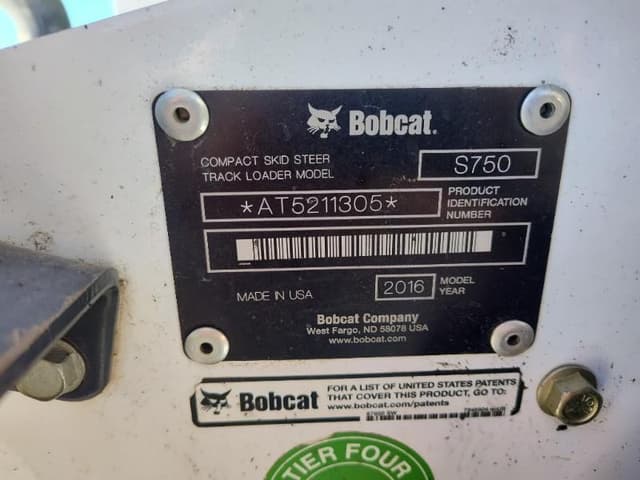 Bobcat.
COMPACT SKID STEER
TRACK LOADER MODEL
S750
*AT5211305*
PRODUCT
IDENTIFICATION
NUMBER
MADE IN USA
2016
MODEL
YEAR
Bobcat Company
West Fargo, ND 58078 USA
www.bobcat.com
Bobcat
FOR A LIST OF UNITED STATES PATENTS
THAT COVER THIS PRODUCT, GO TO:
www.bobcat.com/patents
TIER FOUR